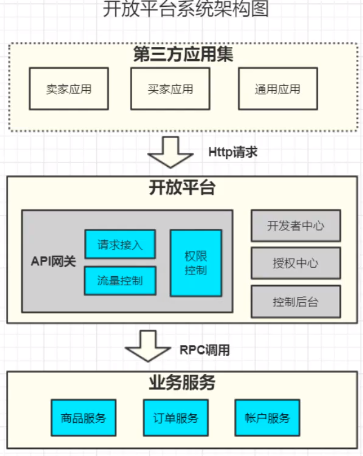 开放平台系统架构图
第三方应用集
卖家应用
买家应用
通用应用
Http请求
开放平台
API网关
请求接入
流量控制
权限
控制
开发者中心
授权中心
控制后台
RPC调用
业务服务
商品服务
订单服务
帐户服务